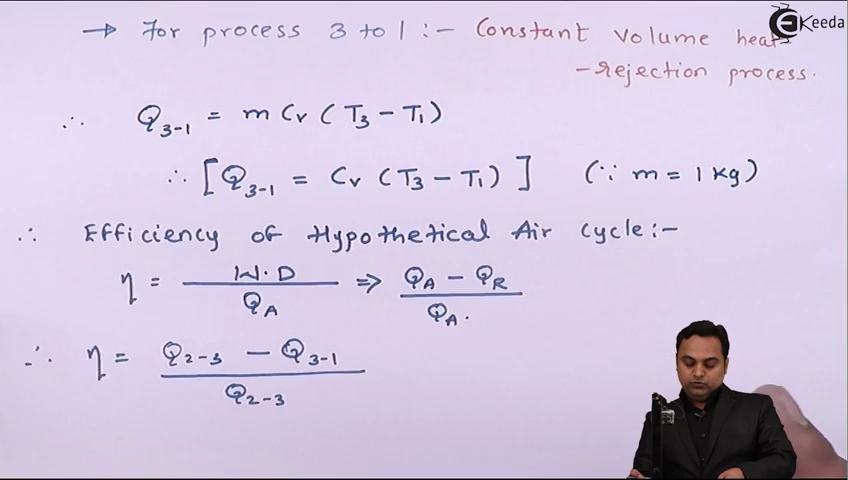 → For process 3 to 1 :- Constant volume heat
-rejection process.
EKeeda
∴ Q3-1 = m Cv (T3 - T1)
∴ [Q3-1 = Cv (T3 - T1)] (∵ m = 1 kg)
∴ Efficiency of Hypothetical Air cycle:-
η = W.D / QA ⇒ QA - QR / QA.
∴ η = Q2-3 - Q3-1 / Q2-3